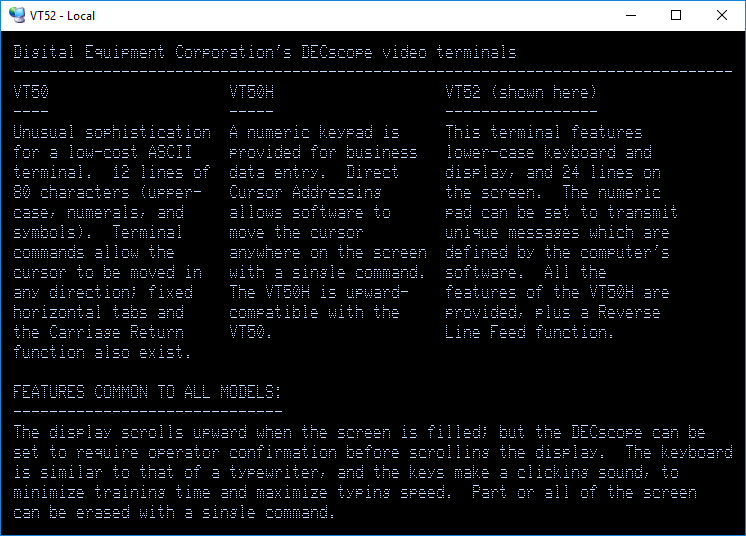 VT52 - Local
Digital Equipment Corporation's DECscope video terminals
--------------------------------------------------------------------------------
VT50                    VT50H                   VT52 (shown here)
----                    -----                   -----------------
Unusual sophistication  A numeric keypad is     This terminal features
for a low-cost ASCII    provided for business   lower-case keyboard and
terminal.  12 lines of  data entry.  Direct     display, and 24 lines on
80 characters (upper-   Cursor Addressing       the screen.  The numeric
case, numerals, and     allows software to      pad can be set to transmit
symbols).  Terminal     move the cursor         unique messages which are
commands allow the      anywhere on the screen  defined by the computer's
cursor to be moved in   with a single command.  software.  All the
any direction; fixed    The VT50H is upward-    features of the VT50H are
horizontal tabs and     compatible with the     provided, plus a Reverse
the Carriage Return     VT50.                   Line Feed function.
function also exist.
FEATURES COMMON TO ALL MODELS:
------------------------------
The display scrolls upward when the screen is filled; but the DECscope can be
set to require operator confirmation before scrolling the display.  The keyboard
is similar to that of a typewriter, and the keys make a clicking sound, to
minimize training time and maximize typing speed.  Part or all of the screen
can be erased with a single command.